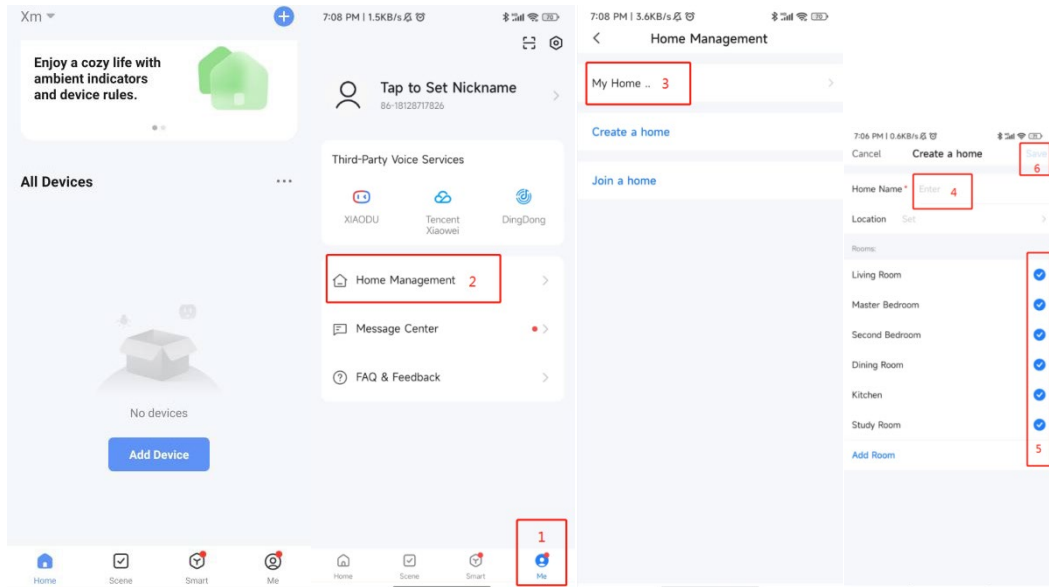 Xm
Enjoy a cozy life with
ambient indicators
and device rules.
All Devices
No devices
Add Device
Home
Scene
Smart
Me
7:08 PM | 1.5KB/s
Tap to Set Nickname
86-18128717826
Third-Party Voice Services
XIAODU
Tencent
Xiaowei
DingDong
Home Management 2
Message Center
FAQ & Feedback
1
Home
Scene
Smart
Me
7:08 PM | 3.6KB/s
Home Management
My Home .. 3
Create a home
Join a home
7:06 PM | 0.6KB/s
Cancel Create a home Save
6
Home Name* Enter 4
Location Set
Rooms:
Living Room
Master Bedroom
Second Bedroom
Dining Room
Kitchen
Study Room
5
Add Room